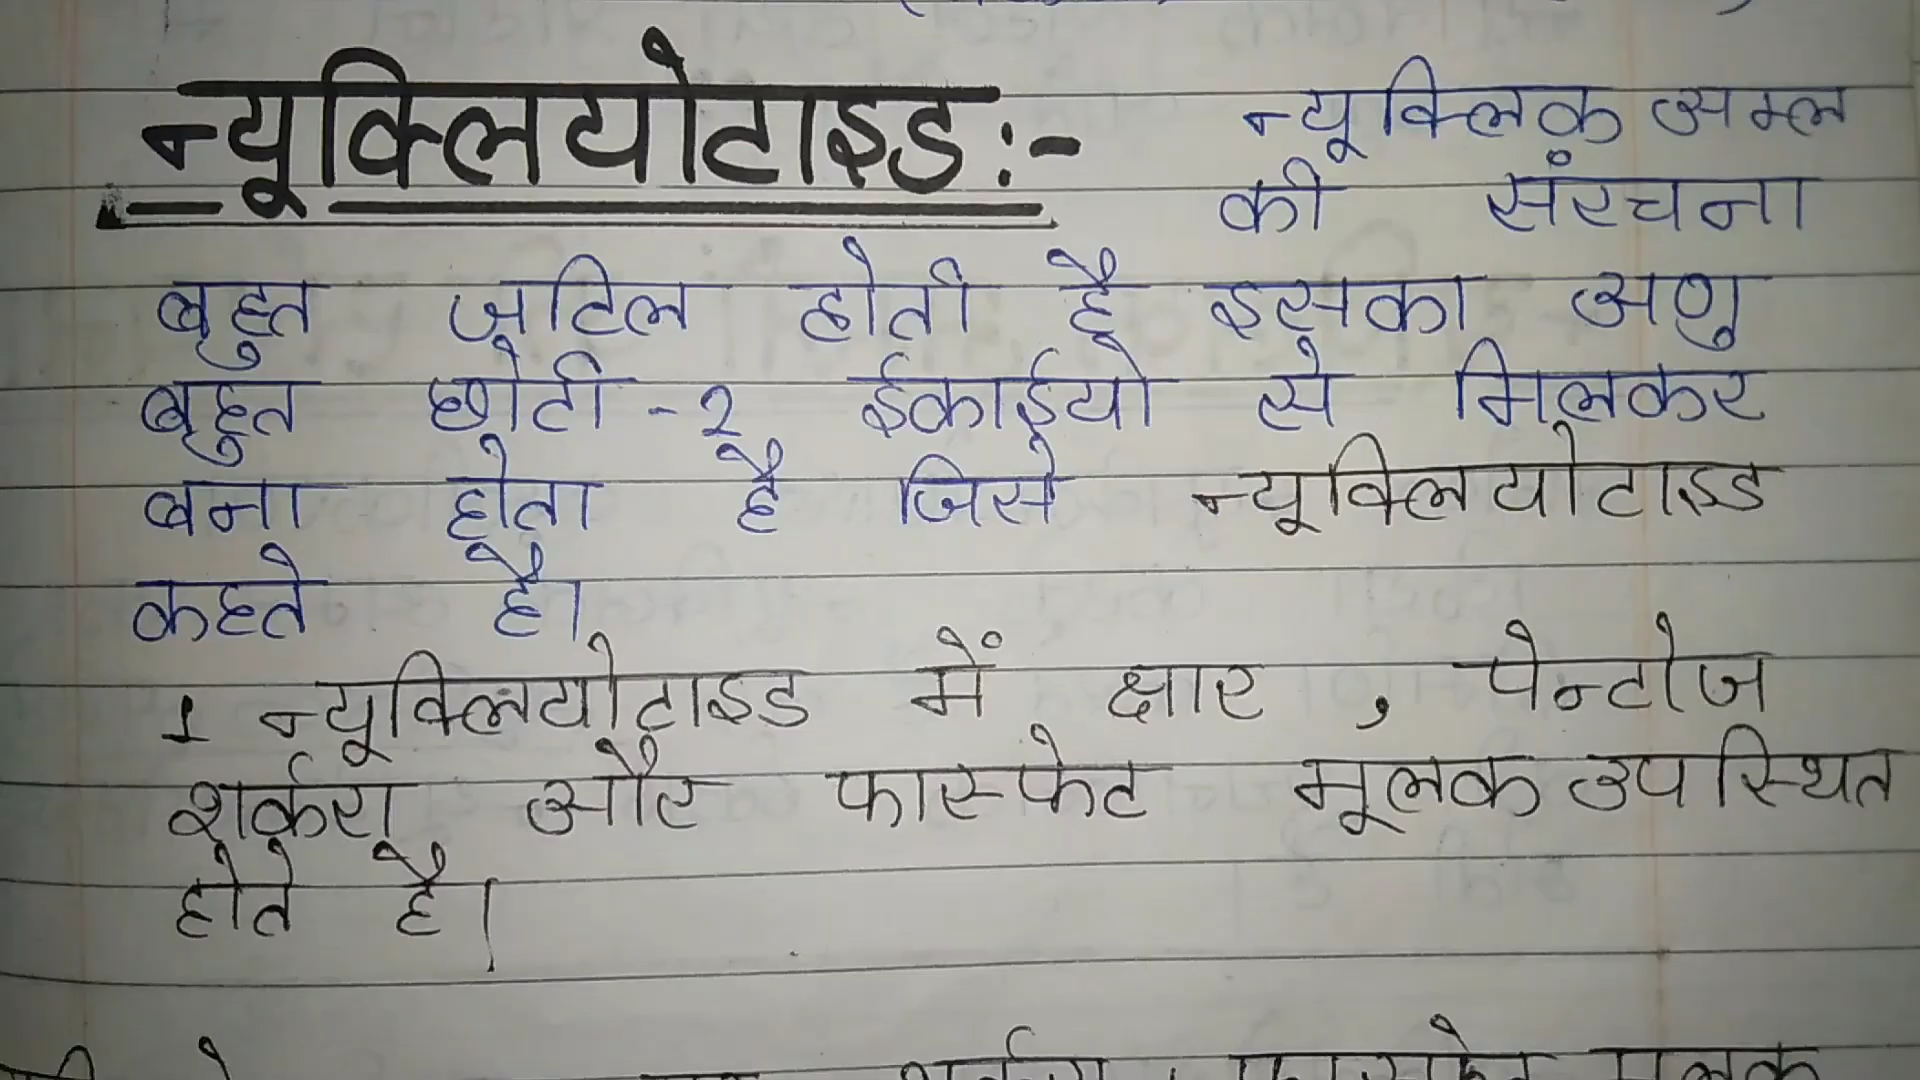 न्यूक्लियोटाइड :- न्यूक्लिक अम्ल
की संरचना
बहुत जटिल होती है इसका अणु
बहुत छोटी-२ ईकाईयो से मिलकर
बना होता है जिसे न्यूक्लियोटाइड
कहते है।
1 न्यूक्लियोटाइड में क्षार , पेन्टोज
शर्करा और फास्फेट मूलक उपस्थित
होते है।